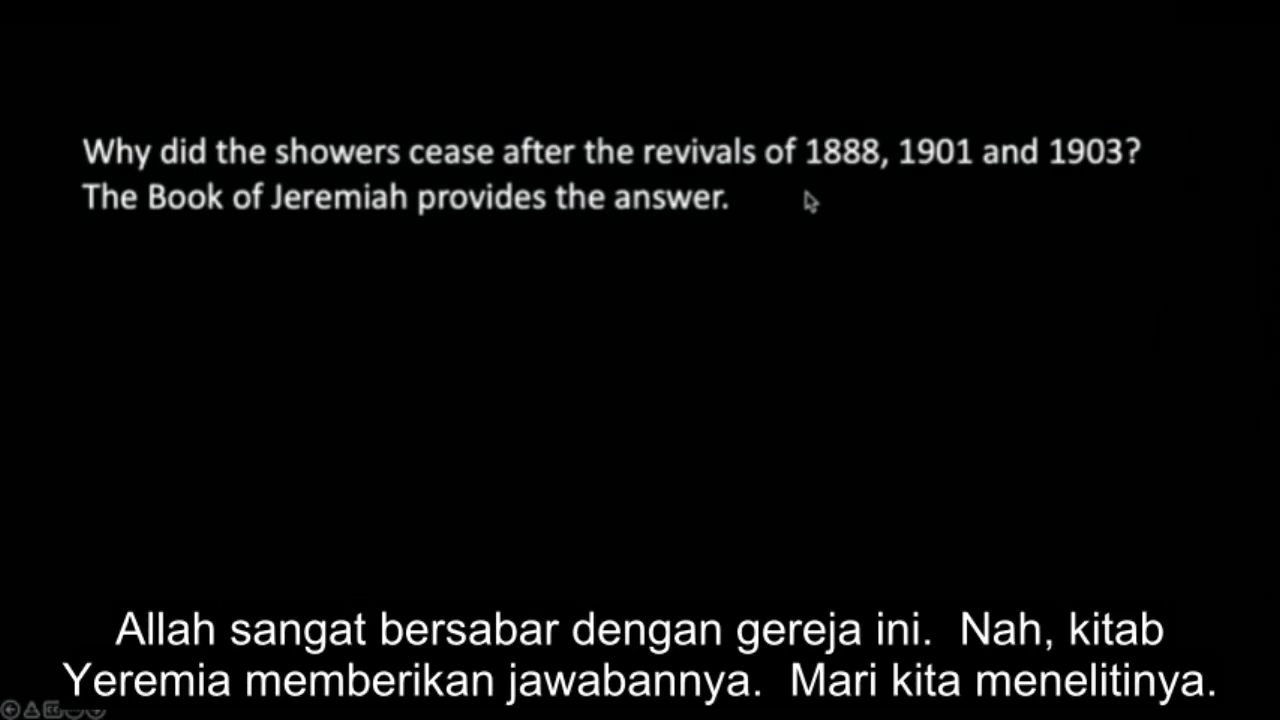 Why did the showers cease after the revivals of 1888, 1901 and 1903?
The Book of Jeremiah provides the answer.
Allah sangat bersabar dengan gereja ini.  Nah, kitab
Yeremia memberikan jawabannya.  Mari kita menelitinya.